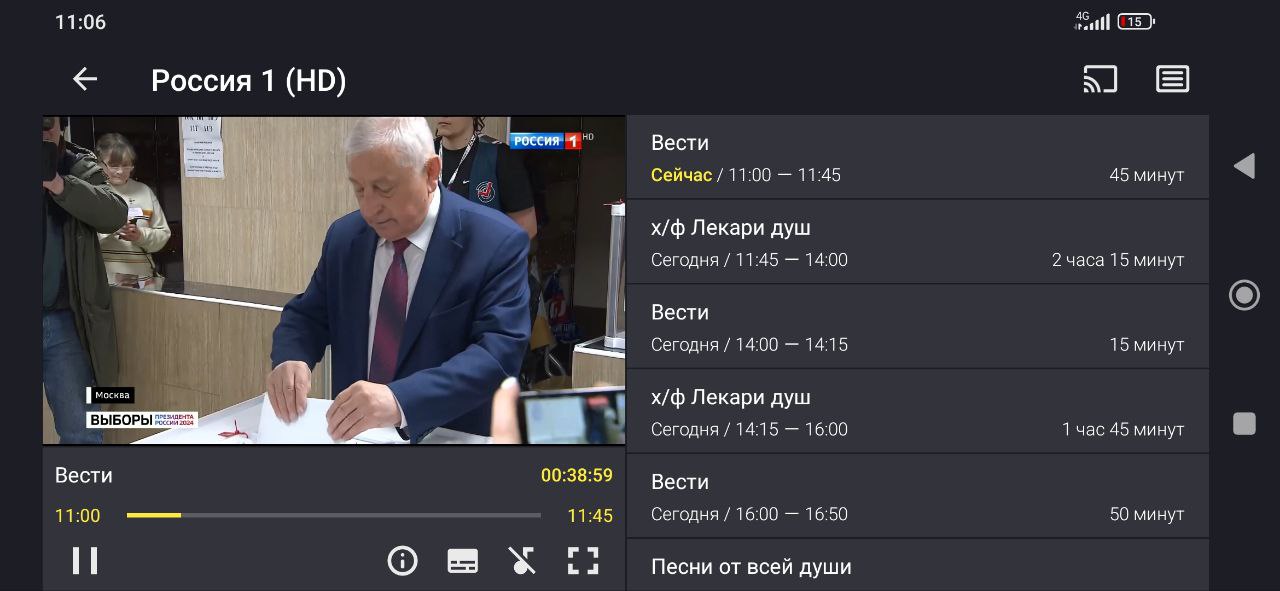 11:06
4G
15
Россия 1 (HD)
РОССИЯ 1 HD
Москва
ВЫБОРЫ ПРЕЗИДЕНТА
РОССИИ 2024
Вести
00:38:59
11:00
11:45
Вести
Сейчас / 11:00 — 11:45
45 минут
х/ф Лекари душ
Сегодня / 11:45 — 14:00
2 часа 15 минут
Вести
Сегодня / 14:00 — 14:15
15 минут
х/ф Лекари душ
Сегодня / 14:15 — 16:00
1 час 45 минут
Вести
Сегодня / 16:00 — 16:50
50 минут
Песни от всей души